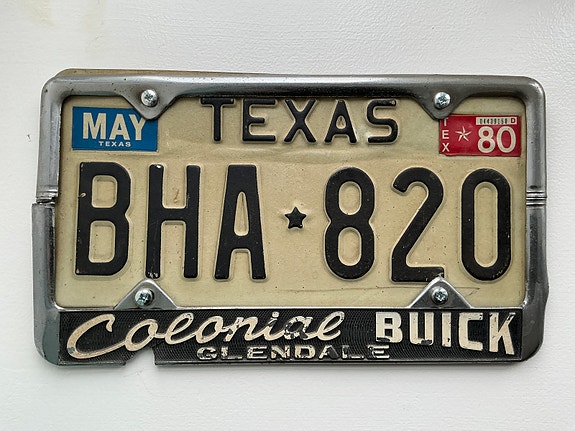 MAY
TEXAS
TEXAS
TEX
D
80
BHA★820
Colonial BUICK
GLENDALE